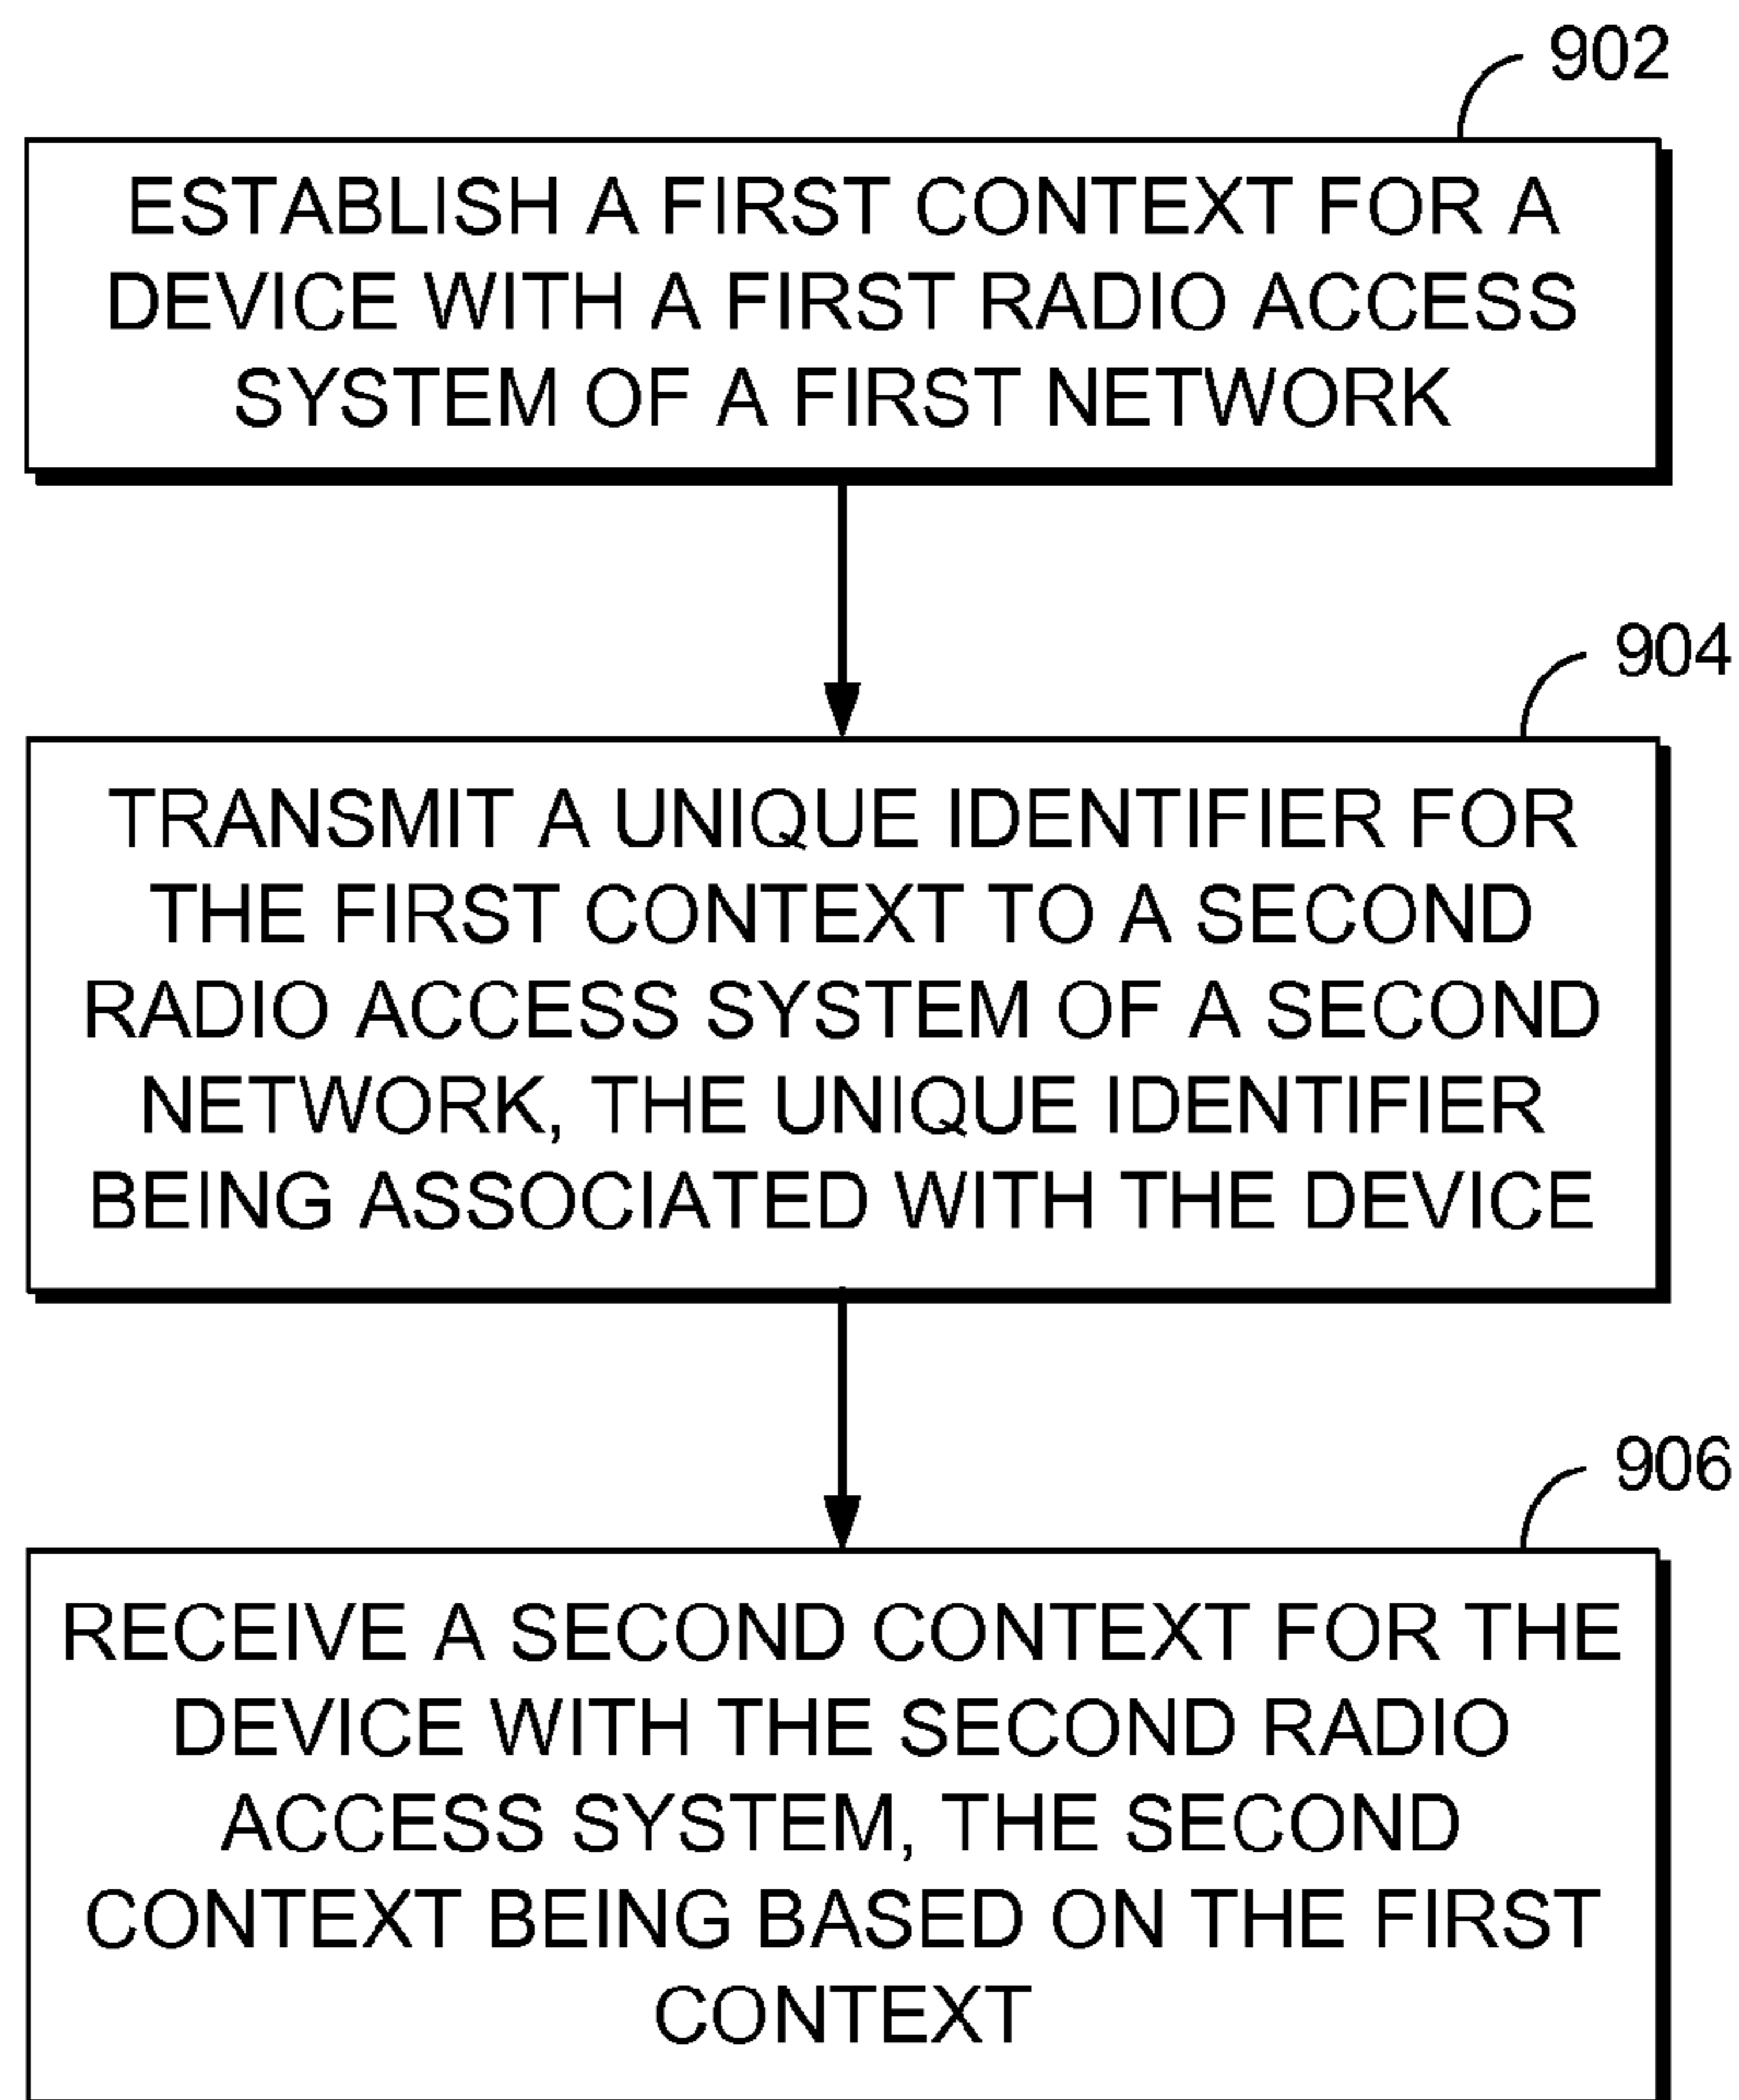 902
ESTABLISH A FIRST CONTEXT FOR A
DEVICE WITH A FIRST RADIO ACCESS
SYSTEM OF A FIRST NETWORK
904
TRANSMIT A UNIQUE IDENTIFIER FOR
THE FIRST CONTEXT TO A SECOND
RADIO ACCESS SYSTEM OF A SECOND
NETWORK, THE UNIQUE IDENTIFIER
BEING ASSOCIATED WITH THE DEVICE
906
RECEIVE A SECOND CONTEXT FOR THE
DEVICE WITH THE SECOND RADIO
ACCESS SYSTEM, THE SECOND
CONTEXT BEING BASED ON THE FIRST
CONTEXT